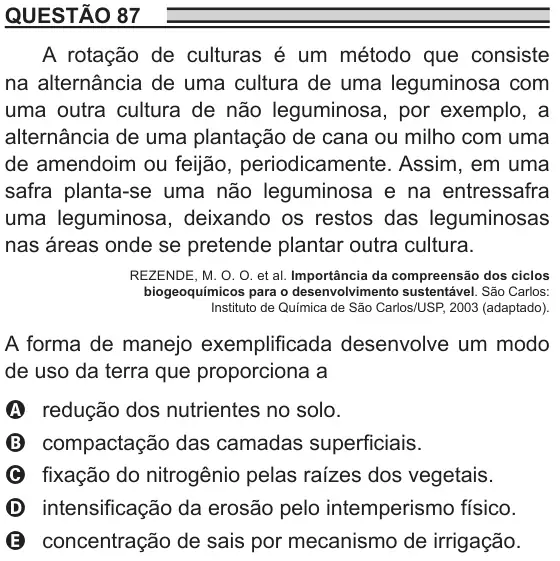 QUESTÃO 87
A rotação de culturas é um método que consiste
na alternância de uma cultura de uma leguminosa com
uma outra cultura de não leguminosa, por exemplo, a
alternância de uma plantação de cana ou milho com uma
de amendoim ou feijão, periodicamente. Assim, em uma
safra planta-se uma não leguminosa e na entressafra
uma leguminosa, deixando os restos das leguminosas
nas áreas onde se pretende plantar outra cultura.
REZENDE, M. O. O. et al. Importância da compreensão dos ciclos
biogeoquímicos para o desenvolvimento sustentável. São Carlos:
Instituto de Química de São Carlos/USP, 2003 (adaptado).
A forma de manejo exemplificada desenvolve um modo
de uso da terra que proporciona a
A redução dos nutrientes no solo.
B compactação das camadas superficiais.
C fixação do nitrogênio pelas raízes dos vegetais.
D intensificação da erosão pelo intemperismo físico.
E concentração de sais por mecanismo de irrigação.